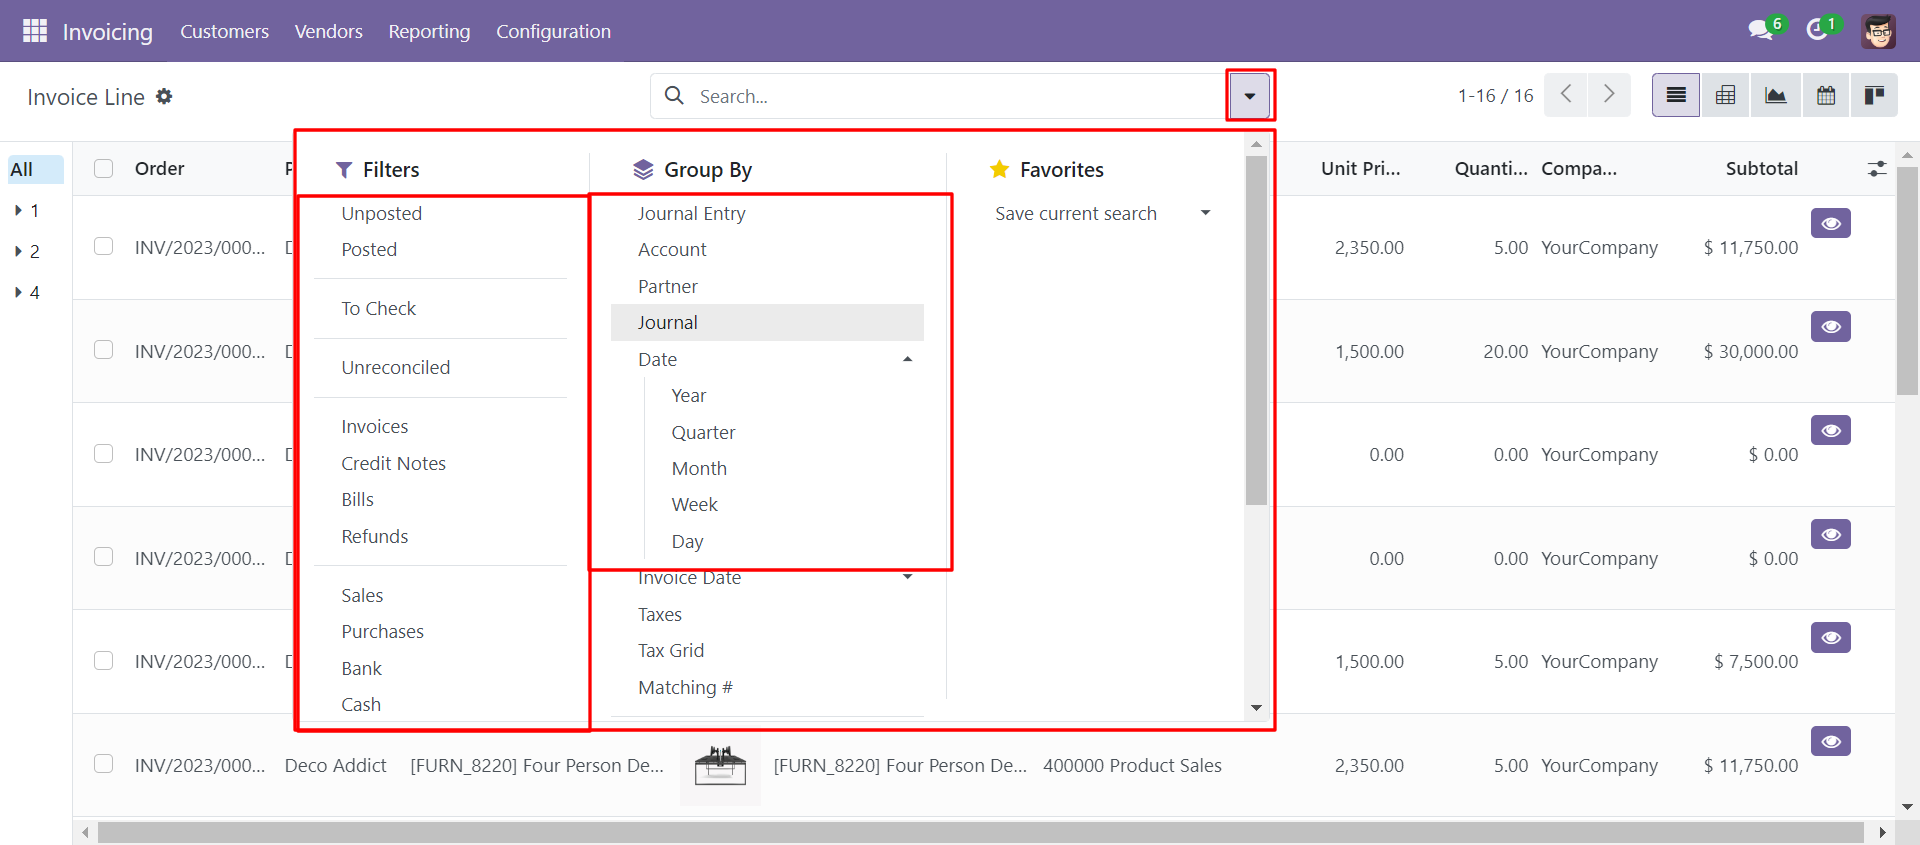 Invoicing Customers Vendors Reporting Configuration 6 1
Invoice Line Search... 1-16 / 16
All Order Filters Group By Favorites Unit Pri... Quanti... Compa... Subtotal
1
2
4
Unposted
Posted
To Check
Unreconciled
Invoices
Credit Notes
Bills
Refunds
Sales
Purchases
Bank
Cash
Journal Entry
Account
Partner
Journal
Date
Year
Quarter
Month
Week
Day
Invoice Date
Taxes
Tax Grid
Matching #
Save current search
INV/2023/000... 2,350.00 5.00 YourCompany $ 11,750.00
INV/2023/000... 1,500.00 20.00 YourCompany $ 30,000.00
INV/2023/000... 0.00 0.00 YourCompany $ 0.00
INV/2023/000... 0.00 0.00 YourCompany $ 0.00
INV/2023/000... 1,500.00 5.00 YourCompany $ 7,500.00
INV/2023/000... Deco Addict [FURN_8220] Four Person De... [FURN_8220] Four Person De... 400000 Product Sales 2,350.00 5.00 YourCompany $ 11,750.00